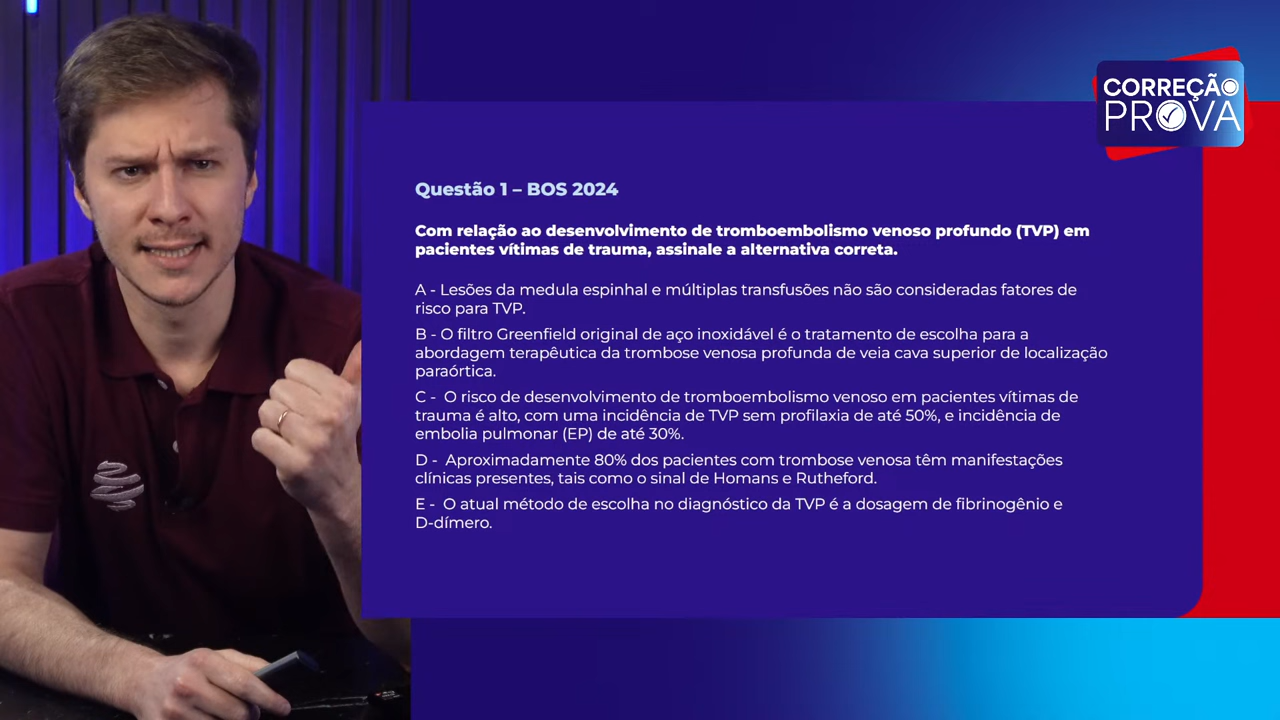 CORREÇÃO
PROVA
Questão 1 – BOS 2024
Com relação ao desenvolvimento de tromboembolismo venoso profundo (TVP) em
pacientes vítimas de trauma, assinale a alternativa correta.
A - Lesões da medula espinhal e múltiplas transfusões não são consideradas fatores de
risco para TVP.
B - O filtro Greenfield original de aço inoxidável é o tratamento de escolha para a
abordagem terapêutica da trombose venosa profunda de veia cava superior de localização
paraórtica.
C -  O risco de desenvolvimento de tromboembolismo venoso em pacientes vítimas de
trauma é alto, com uma incidência de TVP sem profilaxia de até 50%, e incidência de
embolia pulmonar (EP) de até 30%.
D -  Aproximadamente 80% dos pacientes com trombose venosa têm manifestações
clínicas presentes, tais como o sinal de Homans e Rutheford.
E -  O atual método de escolha no diagnóstico da TVP é a dosagem de fibrinogênio e
D-dímero.